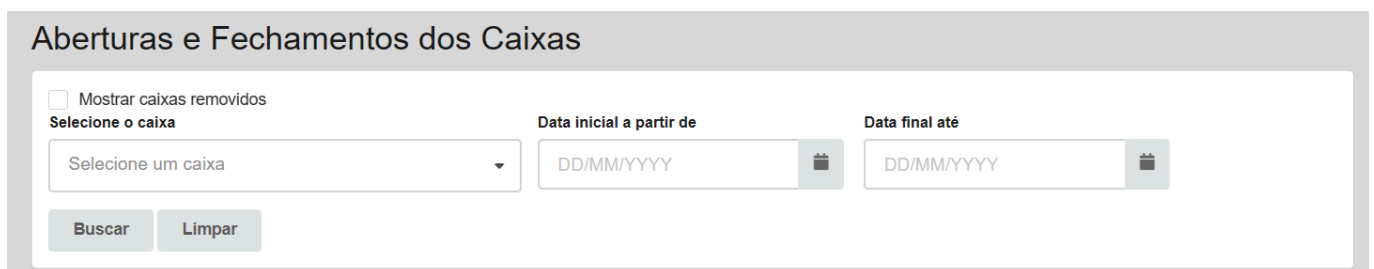 Aberturas e Fechamentos dos Caixas
Mostrar caixas removidos
Selecione o caixa
Data inicial a partir de
Data final até
Selecione um caixa
DD/MM/YYYY
DD/MM/YYYY
Buscar
Limpar